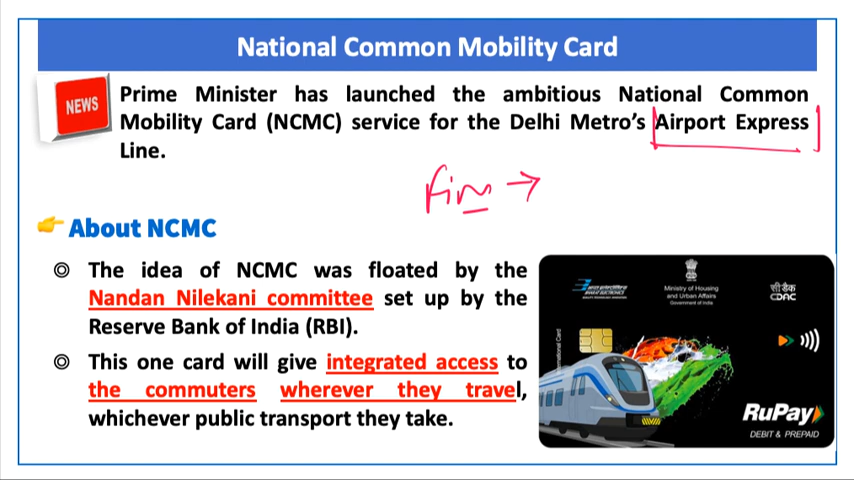 National Common Mobility Card
NEWS
Prime Minister has launched the ambitious National Common
Mobility Card (NCMC) service for the Delhi Metro's Airport Express
Line.
About NCMC
◎ The idea of NCMC was floated by the
Nandan Nilekani committee set up by the
Reserve Bank of India (RBI).
◎ This one card will give integrated access to
the commuters wherever they travel,
whichever public transport they take.
Ministry of Housing
and Urban Affairs
Government of India
सी डैक
CDAC
RuPay
DEBIT & PREPAID